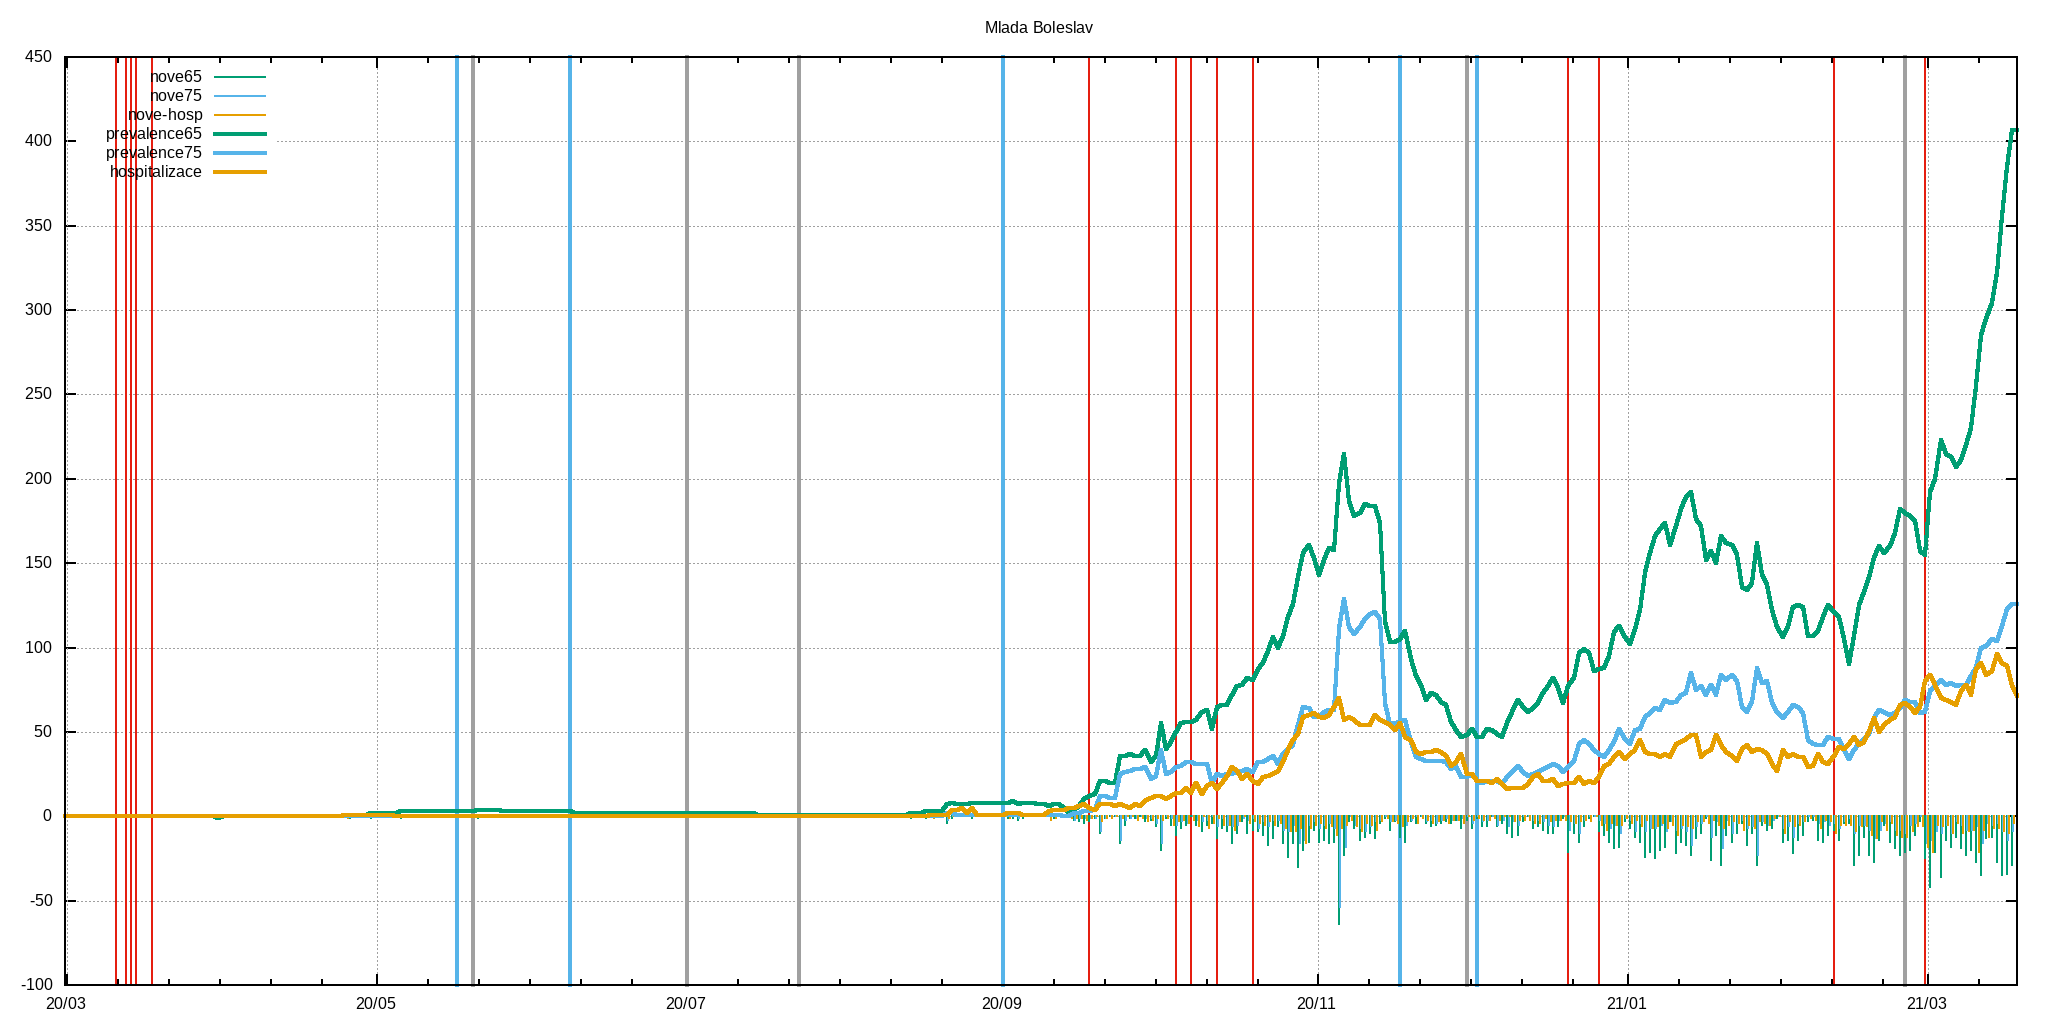 Mlada Boleslav
450
400
350
300
250
200
150
100
50
0
-50
-100
nove65
nove75
nove-hosp
prevalence65
prevalence75
hospitalizace
20/03 20/05 20/07 20/09 20/11 21/01 21/03